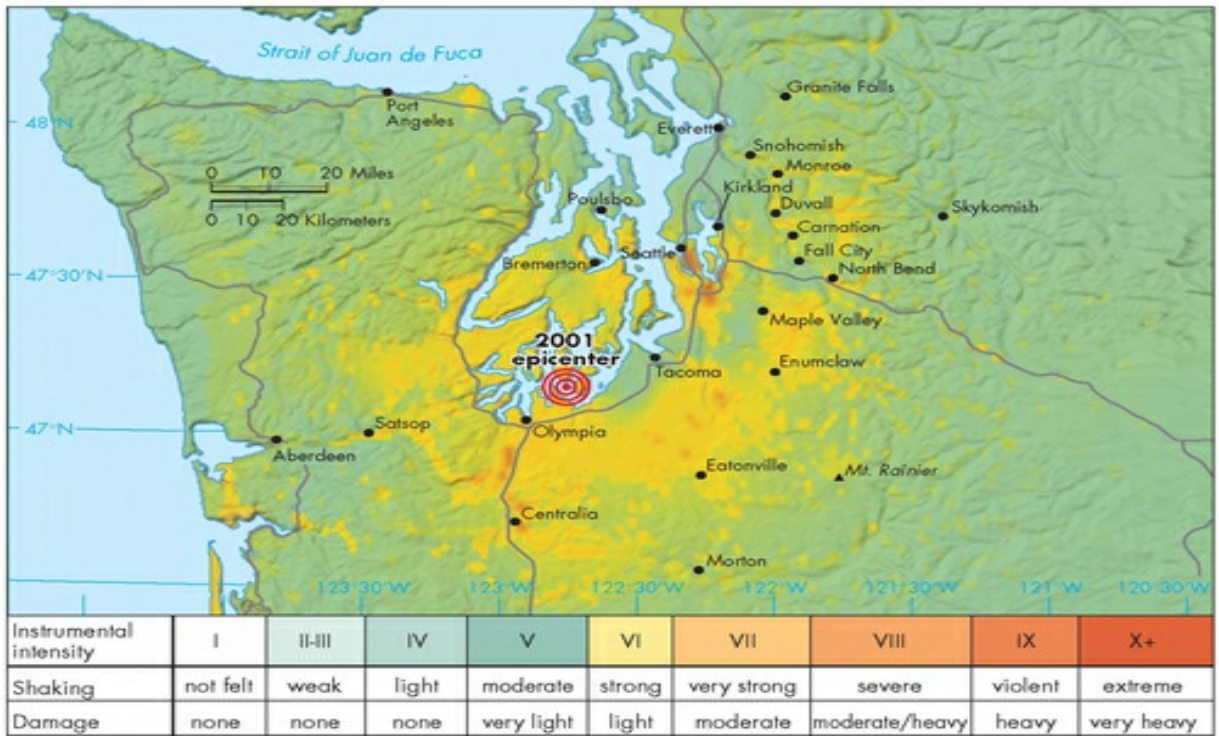 Strait of Juan de Fuca
Granite Falls
Port
Angeles
48°N
Everett
Snohomish
Monroe
0 10 20 Miles
Kirkland
0 10 20 Kilometers
Poulsbo
Duvall
Skykomish
Carnation
Seattle
Fall City
Bremerton
North Bend
47°30'N
Maple Valley
2001
epicenter
Enumclaw
Tacoma
47°N
Satsop
Olympia
Aberdeen
Eatonville
Mt. Rainier
Centralia
Morton
123°30'W 123°W 122°30'W 122°W 121°30'W 121°W 120°30'W
Instrumental
intensity
I II-III IV V VI VII VIII IX X+
Shaking not felt weak light moderate strong very strong severe violent extreme
Damage none none none very light light moderate moderate/heavy heavy very heavy